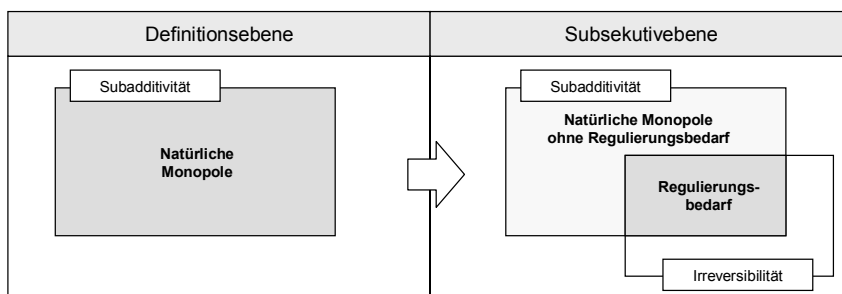 Definitionsebene
Subsekutivebene
Subadditivität
Natürliche
Monopole
Subadditivität
Natürliche Monopole
ohne Regulierungsbedarf
Regulierungs-
bedarf
Irreversibilität